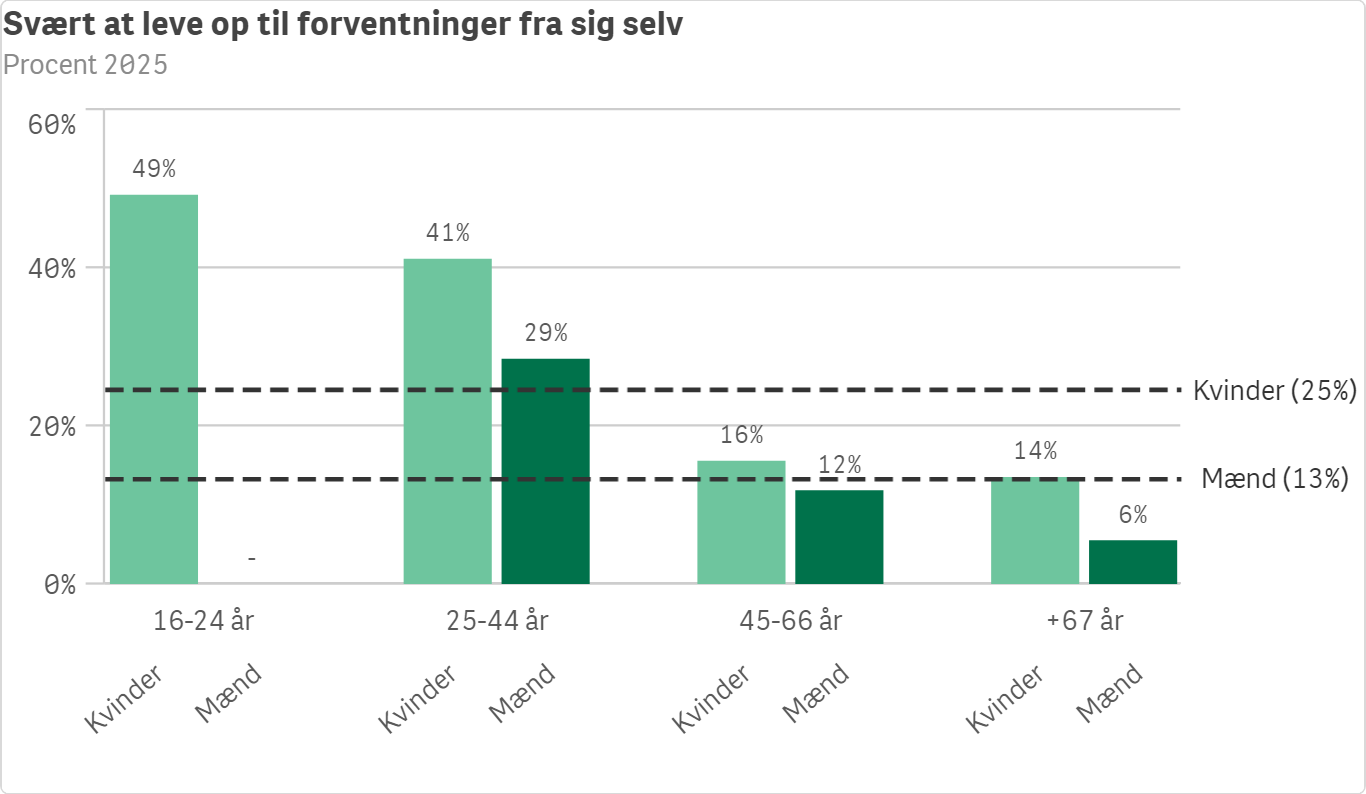 Svært at leve op til forventninger fra sig selv
Procent 2025
60%
40%
20%
0%
49%
-
41%
29%
16%
12%
14%
6%
Kvinder (25%)
Mænd (13%)
16-24 år
25-44 år
45-66 år
+67 år
Kvinder
Mænd
Kvinder
Mænd
Kvinder
Mænd
Kvinder
Mænd